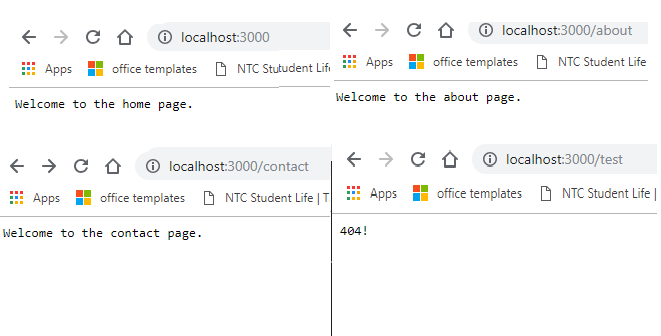 localhost:3000
Apps office templates NTC Student Life
Welcome to the home page.
localhost:3000/about
Apps office templates NTC Student Life
Welcome to the about page.
localhost:3000/contact
Apps office templates NTC Student Life | T
Welcome to the contact page.
localhost:3000/test
Apps office templates NTC Student Life |
404!